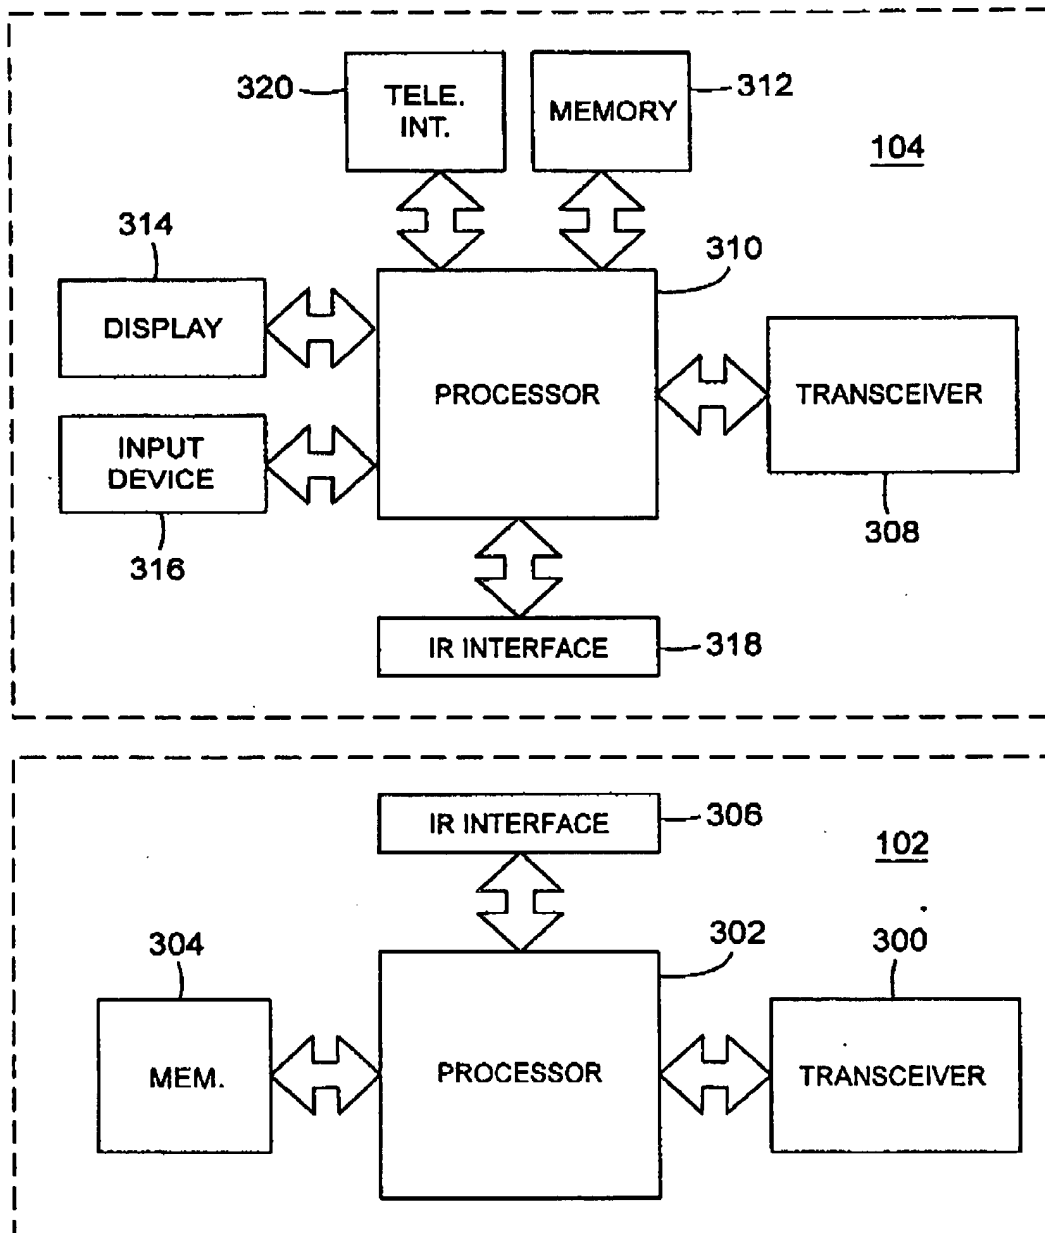 320
TELE.
INT.
MEMORY
312
104
314
310
DISPLAY
PROCESSOR
TRANSCEIVER
INPUT
DEVICE
316
308
IR INTERFACE
318
IR INTERFACE
306
102
304
302
300
MEM.
PROCESSOR
TRANSCEIVER